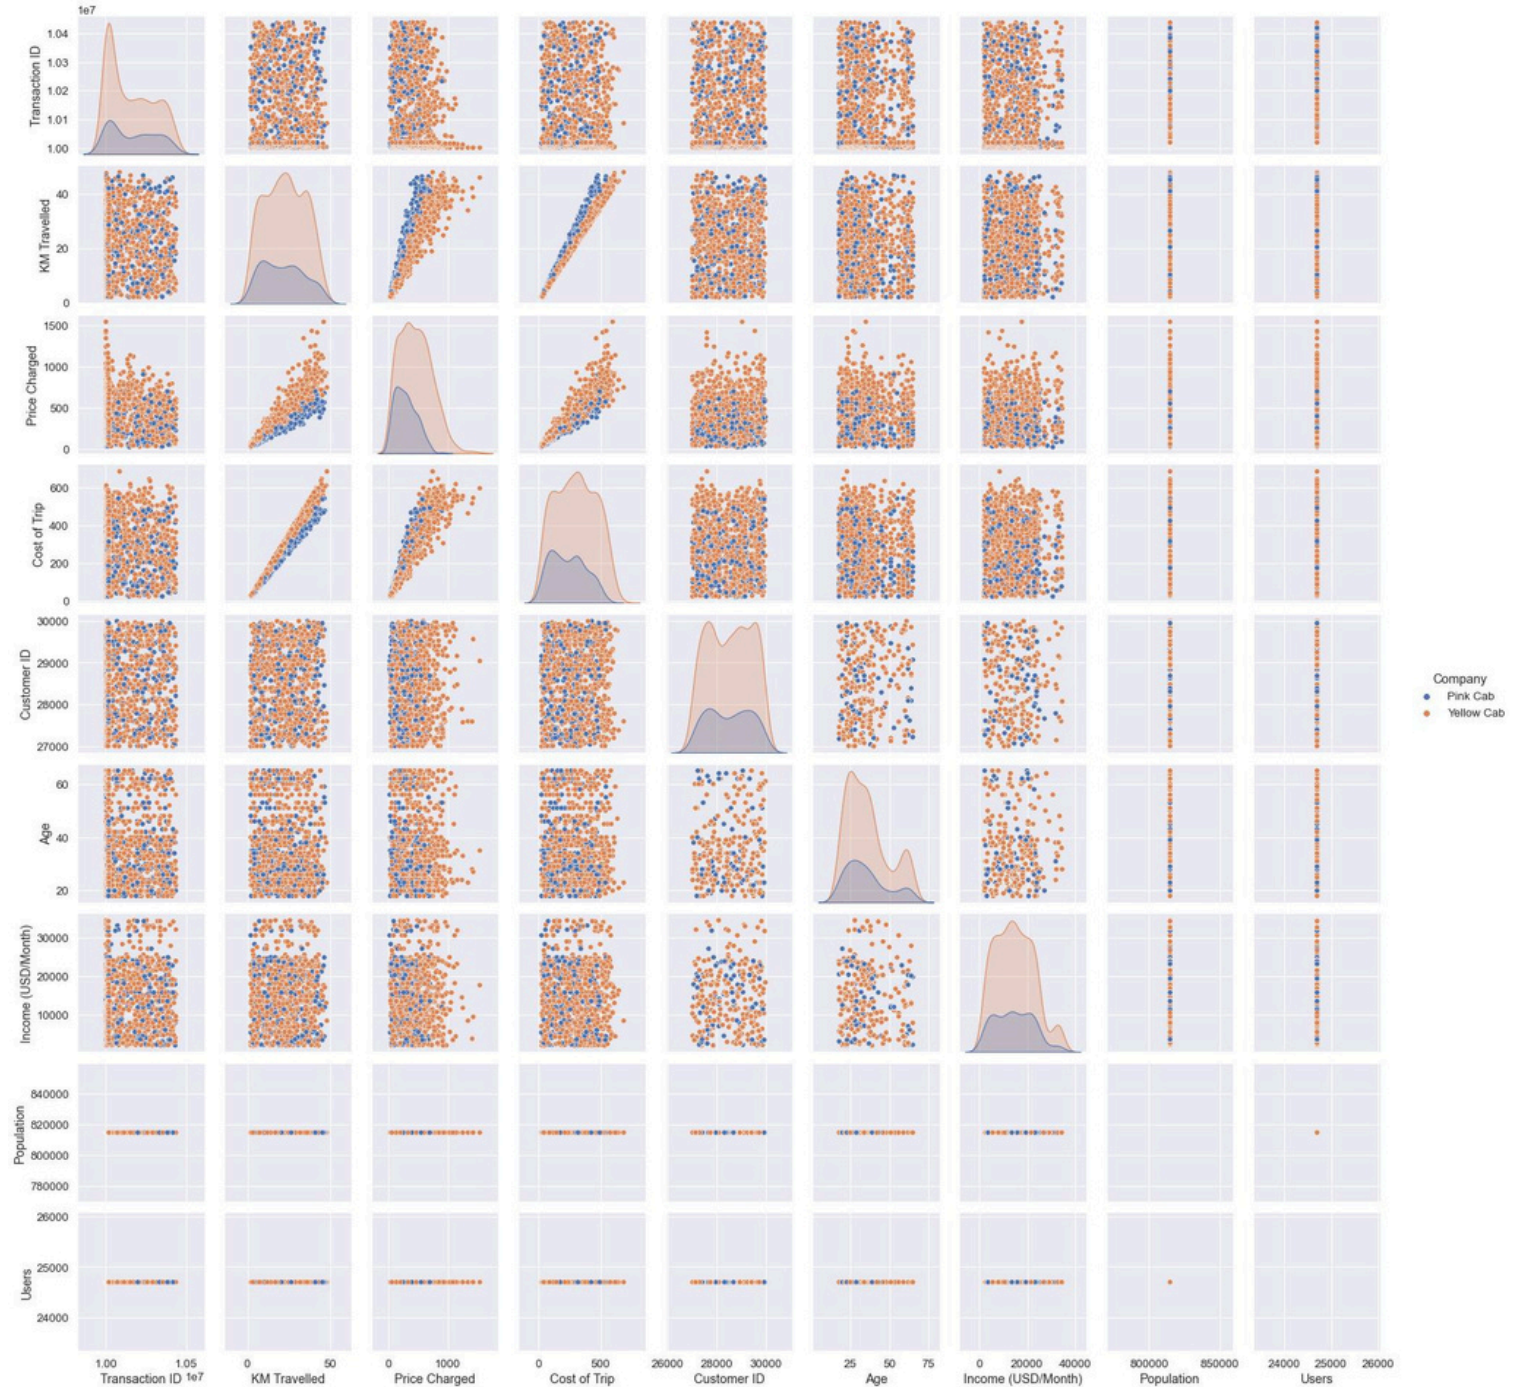 1e7
Transaction ID
1.04
1.03
1.02
1.01
1.00
KM Travelled
40
20
0
Price Charged
1500
1000
500
0
Cost of Trip
600
400
200
0
Customer ID
30000
29000
28000
27000
Company
Pink Cab
Yellow Cab
Age
60
40
20
Income (USD/Month)
30000
20000
10000
Population
840000
820000
800000
780000
Users
26000
25000
24000
1.00 1.05
0 50
0 1000
0 500
26000 28000 30000
25 50 75
0 20000 40000
800000 850000
24000 25000 26000
Transaction ID 1e7
KM Travelled
Price Charged
Cost of Trip
Customer ID
Age
Income (USD/Month)
Population
Users